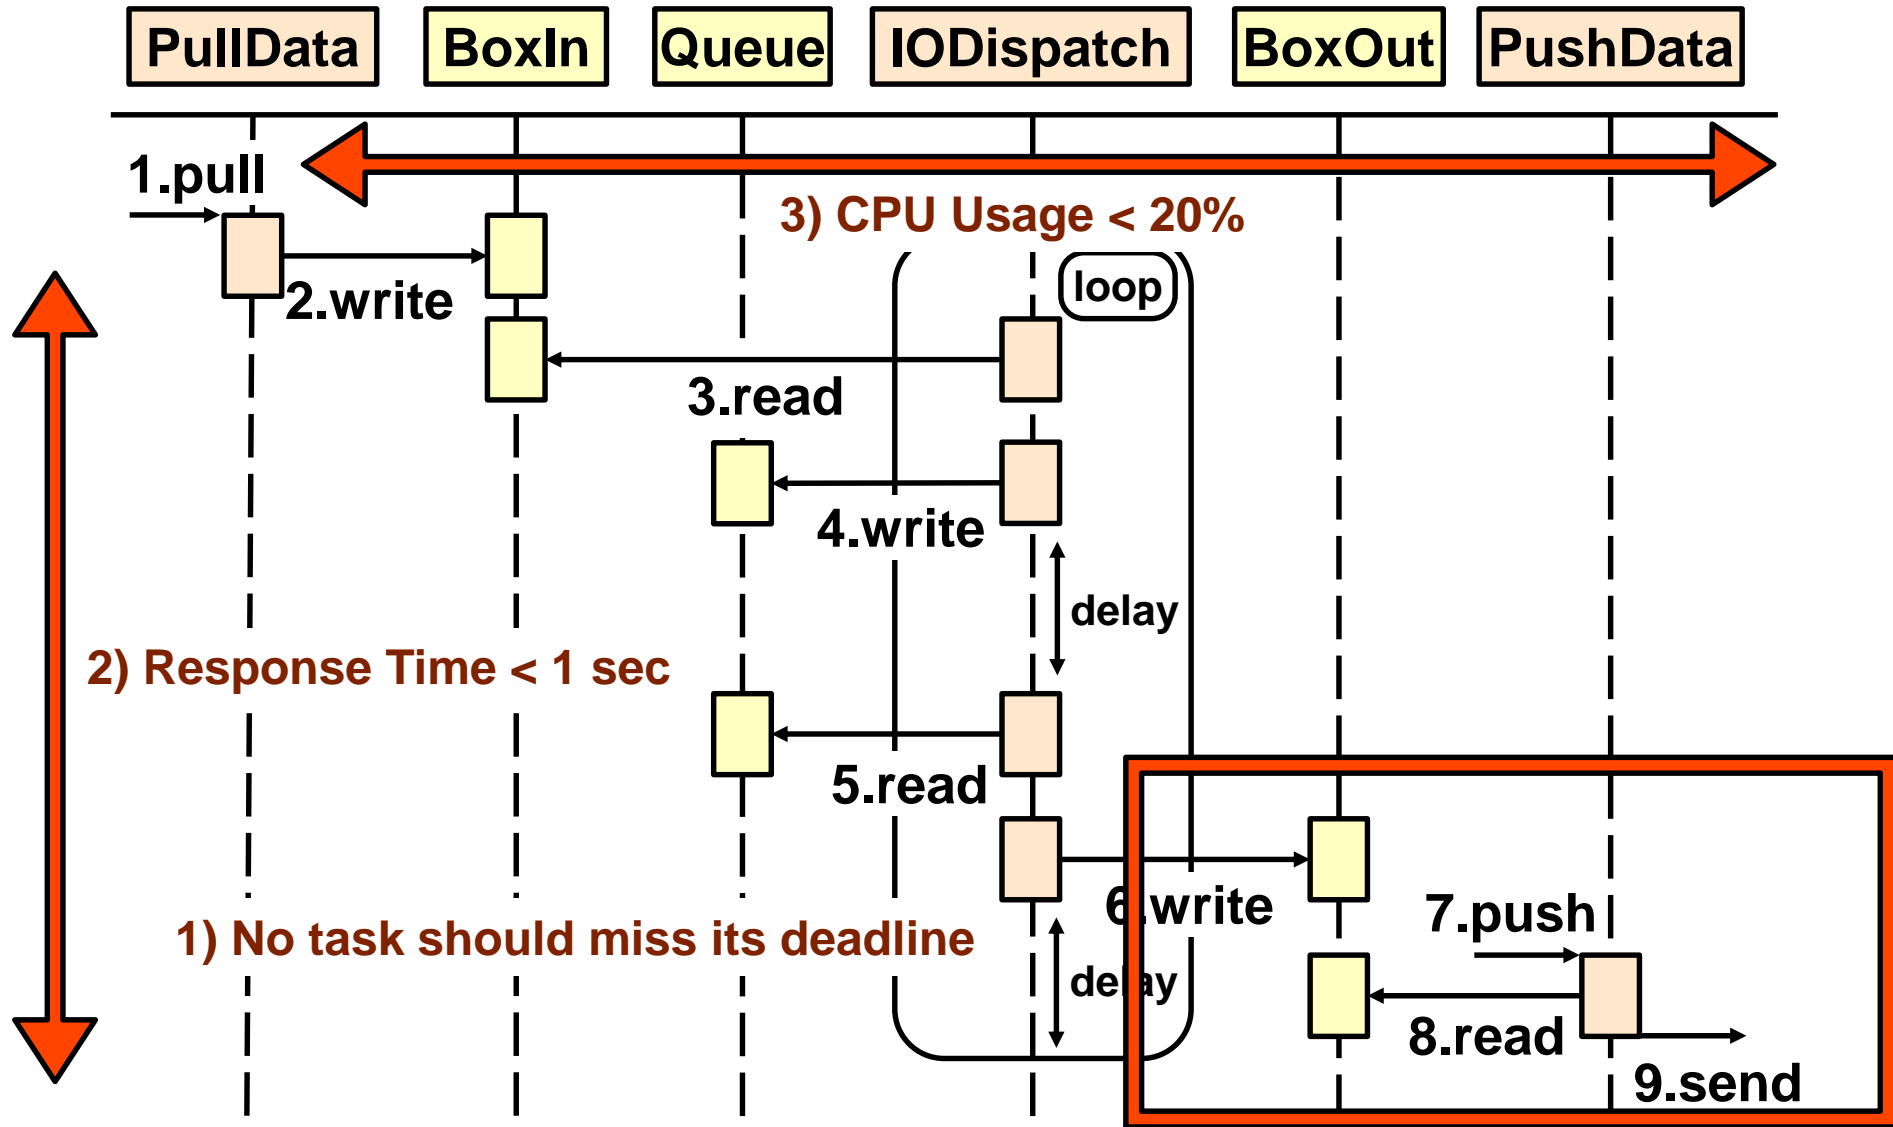 PullData BoxIn Queue IODispatch BoxOut PushData
1.pull
3) CPU Usage < 20%
loop
2.write
3.read
4.write
delay
2) Response Time < 1 sec
5.read
6.write
7.push
1) No task should miss its deadline
delay
8.read
9.send